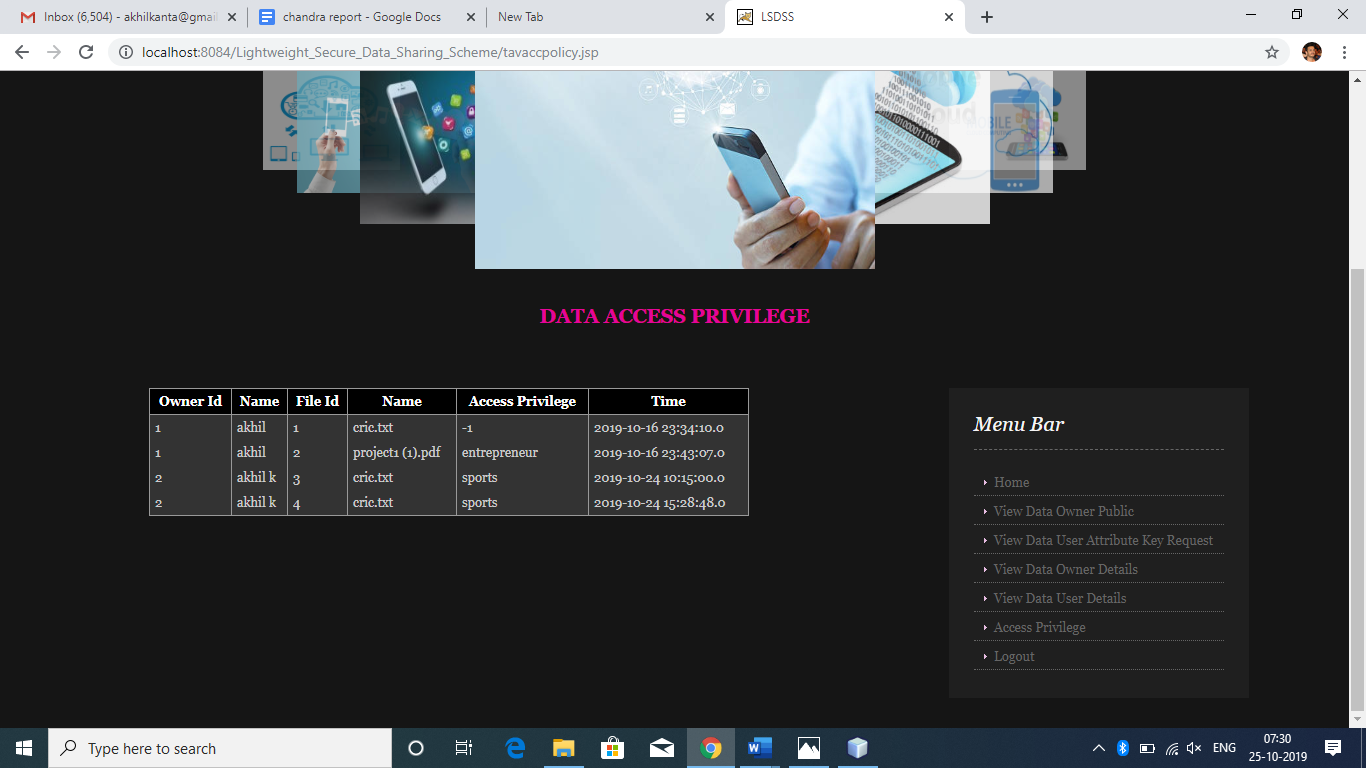 Inbox (6,504) - akhilkanta@gmai
chandra report - Google Docs
New Tab
LSDSS
localhost:8084/Lightweight_Secure_Data_Sharing_Scheme/tavaccpolicy.jsp
DATA ACCESS PRIVILEGE
Owner Id Name File Id Name Access Privilege Time
1 akhil 1 cric.txt -1 2019-10-16 23:34:10.0
1 akhil 2 project1 (1).pdf entrepreneur 2019-10-16 23:43:07.0
2 akhil k 3 cric.txt sports 2019-10-24 10:15:00.0
2 akhil k 4 cric.txt sports 2019-10-24 15:28:48.0
Menu Bar
Home
View Data Owner Public
View Data User Attribute Key Request
View Data Owner Details
View Data User Details
Access Privilege
Logout
Type here to search
ENG
07:30
25-10-2019